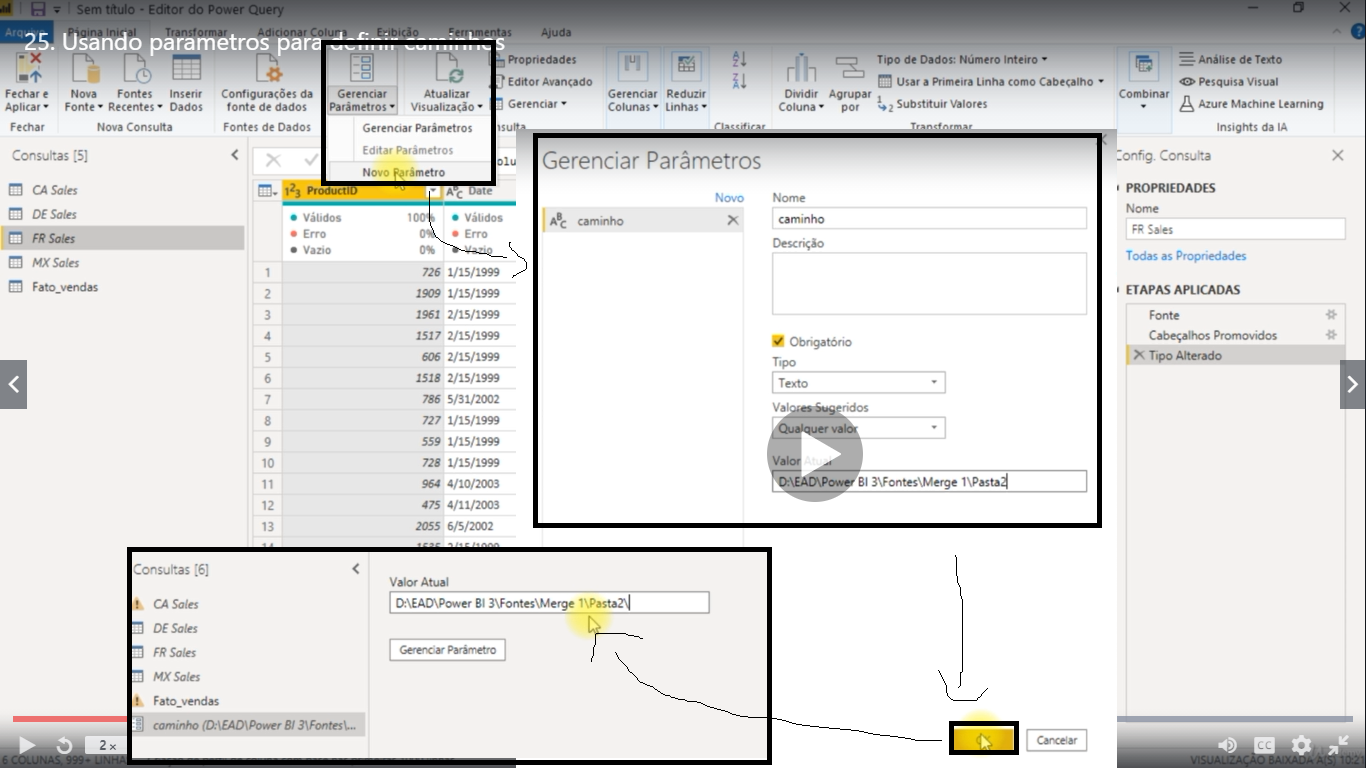 Sem título - Editor do Power Query
25. Usando parametros para definir caminhos
Arquivo Página Inicial Transformar Adicionar Coluna Exibição Ferramentas Ajuda
Fechar e Aplicar
Nova Fonte
Fontes Recentes
Inserir Dados
Configurações da fonte de dados
Gerenciar Parâmetros
Atualizar Visualização
Propriedades
Editor Avançado
Gerenciar
Gerenciar Colunas
Reduzir Linhas
Dividir Coluna
Agrupar por
Tipo de Dados: Número Inteiro
Usar a Primeira Linha como Cabeçalho
Substituir Valores
Combinar
Análise de Texto
Pesquisa Visual
Azure Machine Learning
Fechar
Nova Consulta
Fontes de Dados
Classificar
Transformar
Insights da IA
Gerenciar Parâmetros
Editar Parâmetros
Novo Parâmetro
Consultas [5]
CA Sales
DE Sales
FR Sales
MX Sales
Fato_vendas
ProductID Date
Válidos 100% Válidos
Erro 0% Erro
Vazio 0% Vazio
1 726 1/15/1999
2 1909 1/15/1999
3 1961 2/15/1999
4 1517 2/15/1999
5 606 2/15/1999
6 1518 2/15/1999
7 786 5/31/2002
8 727 1/15/1999
9 559 1/15/1999
10 728 1/15/1999
11 964 4/10/2003
12 475 4/11/2003
13 2055 6/5/2002
Gerenciar Parâmetros
Novo
caminho
Nome
caminho
Descrição
Obrigatório
Tipo
Texto
Valores Sugeridos
Qualquer valor
Valor Atual
D:\EAD\Power BI 3\Fontes\Merge 1\Pasta2
Cancelar
Config. Consulta
PROPRIEDADES
Nome
FR Sales
Todas as Propriedades
ETAPAS APLICADAS
Fonte
Cabeçalhos Promovidos
Tipo Alterado
Consultas [6]
CA Sales
DE Sales
FR Sales
MX Sales
Fato_vendas
caminho (D:\EAD\Power BI 3\Fontes\...
Valor Atual
D:\EAD\Power BI 3\Fontes\Merge 1\Pasta2\
Gerenciar Parâmetro
2 x
CC